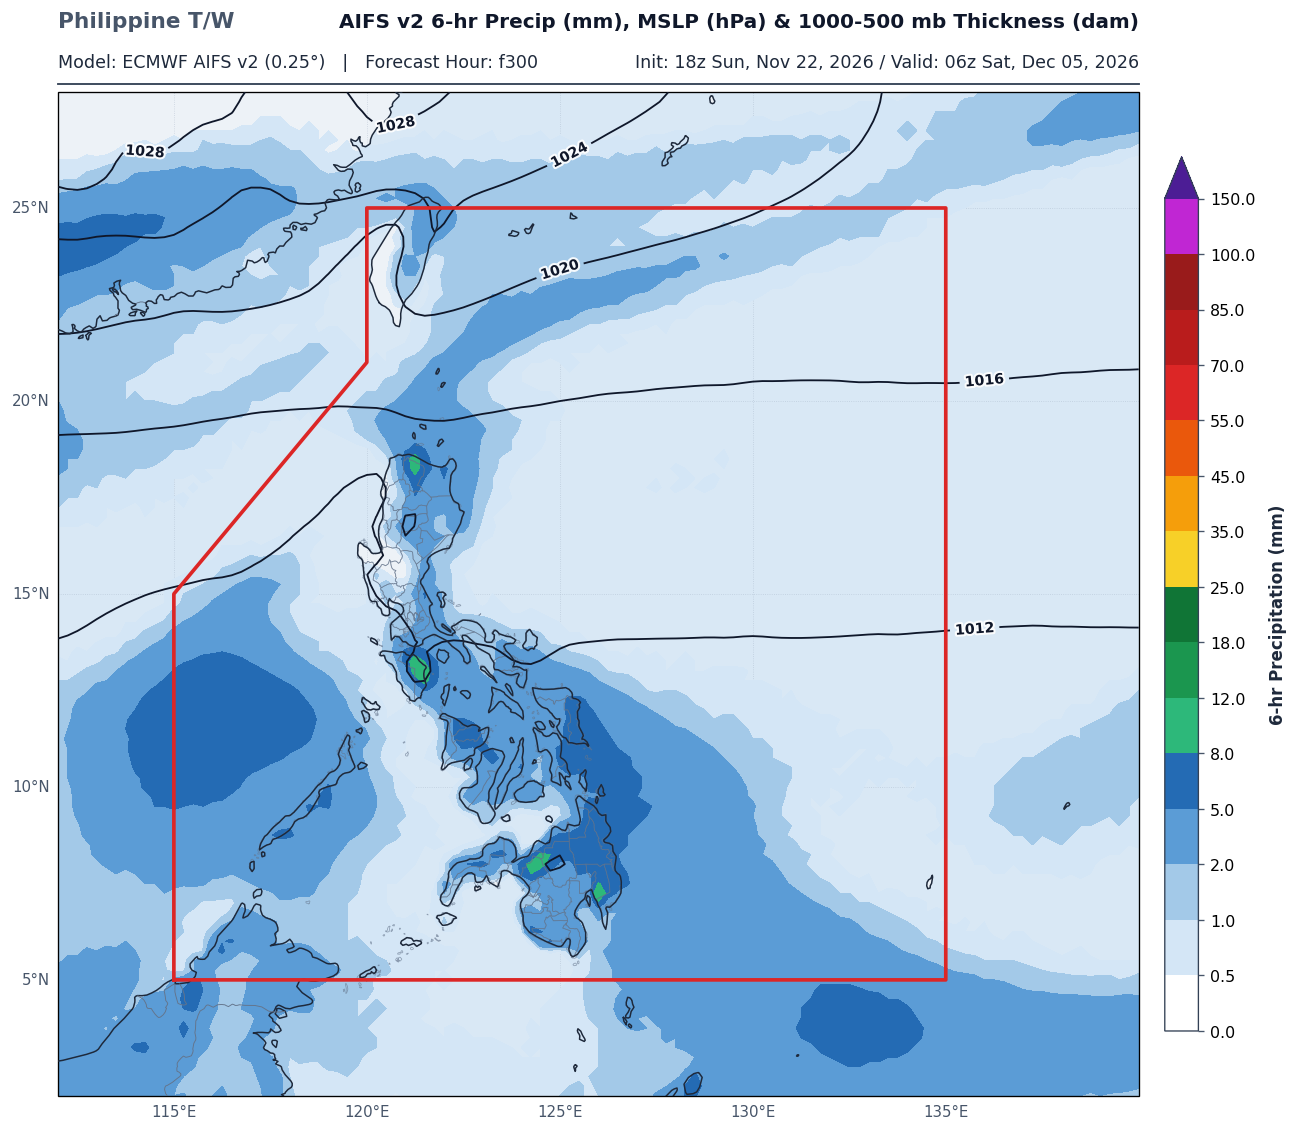 Philippine T/W
AIFS v2 6-hr Precip (mm), MSLP (hPa) & 1000-500 mb Thickness (dam)
Model: ECMWF AIFS v2 (0.25°)   |   Forecast Hour: f300
Init: 18z Sun, Nov 22, 2026 / Valid: 06z Sat, Dec 05, 2026
1028
1028
1024
1020
1016
1012
25°N
20°N
15°N
10°N
5°N
115°E
120°E
125°E
130°E
135°E
150.0
100.0
85.0
70.0
55.0
45.0
35.0
25.0
18.0
12.0
8.0
5.0
2.0
1.0
0.5
0.0
6-hr Precipitation (mm)